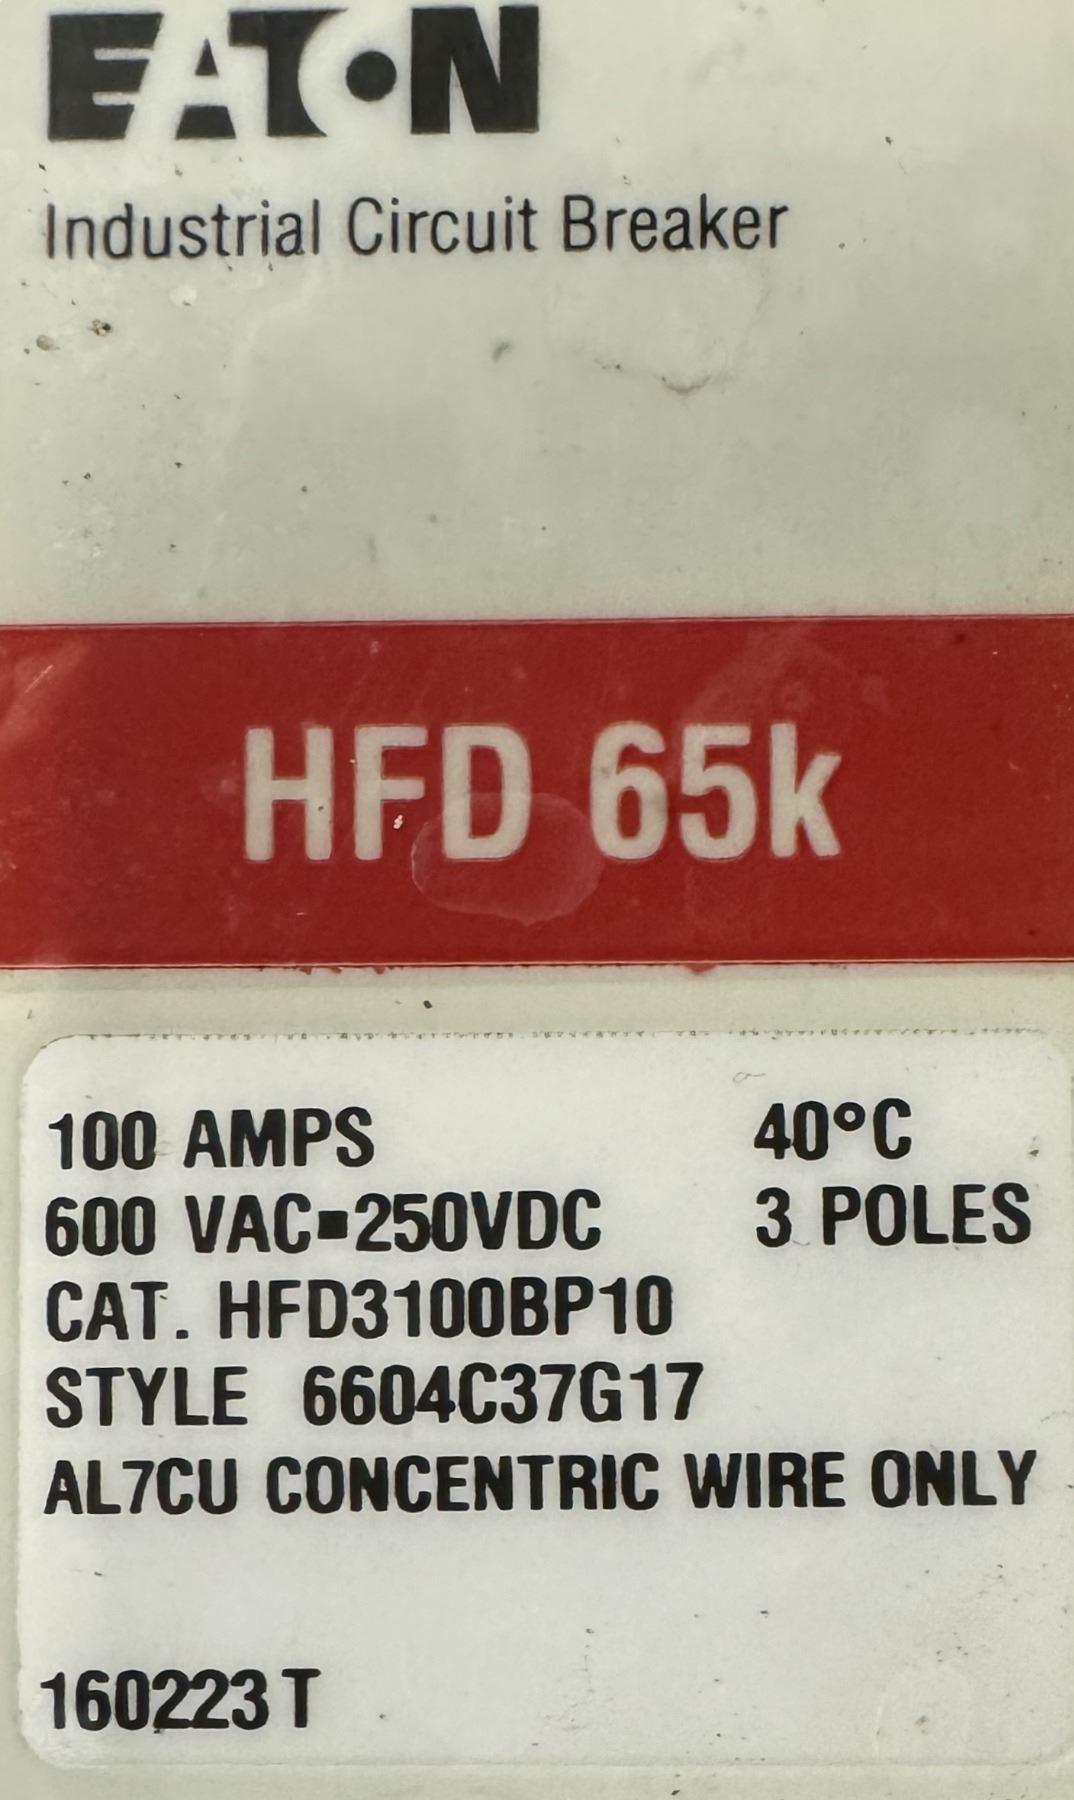 EATON
Industrial Circuit Breaker
HFD 65k
100 AMPS 40°C
600 VAC▪250VDC 3 POLES
CAT. HFD3100BP10
STYLE 6604C37G17
AL7CU CONCENTRIC WIRE ONLY
160223 T